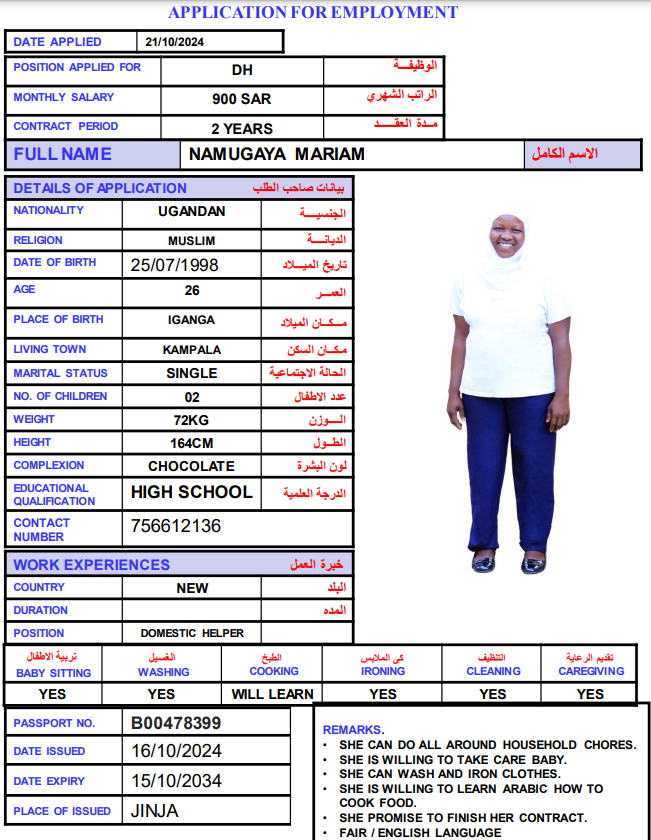 APPLICATION FOR EMPLOYMENT
DATE APPLIED 21/10/2024
POSITION APPLIED FOR DH الوظيفـــة
MONTHLY SALARY 900 SAR الراتب الشهري
CONTRACT PERIOD 2 YEARS مــدة العقـــد
FULL NAME NAMUGAYA MARIAM الاسم الكامل
DETAILS OF APPLICATION بيانات صاحب الطلب
NATIONALITY UGANDAN الجنسيـــة
RELIGION MUSLIM الديانـــة
DATE OF BIRTH 25/07/1998 تاريخ الميــلاد
AGE 26 العمــر
PLACE OF BIRTH IGANGA مكــان الميلاد
LIVING TOWN KAMPALA مكـان السكن
MARITAL STATUS SINGLE الحالة الاجتماعية
NO. OF CHILDREN 02 عدد الاطفال
WEIGHT 72KG الـــوزن
HEIGHT 164CM الطــول
COMPLEXION CHOCOLATE لون البشرة
EDUCATIONAL QUALIFICATION HIGH SCHOOL الدرجة العلمية
CONTACT NUMBER 756612136
WORK EXPERIENCES خبرة العمل
COUNTRY NEW البلد
DURATION المده
POSITION DOMESTIC HELPER
تربية الاطفال الغسيل الطبخ كى الملابس التنظيف تقديم الرعاية
BABY SITTING WASHING COOKING IRONING CLEANING CAREGIVING
YES YES WILL LEARN YES YES YES
PASSPORT NO. B00478399
DATE ISSUED 16/10/2024
DATE EXPIRY 15/10/2034
PLACE OF ISSUED JINJA
REMARKS.
• SHE CAN DO ALL AROUND HOUSEHOLD CHORES.
• SHE IS WILLING TO TAKE CARE BABY.
• SHE CAN WASH AND IRON CLOTHES.
• SHE IS WILLING TO LEARN ARABIC HOW TO
COOK FOOD.
• SHE PROMISE TO FINISH HER CONTRACT.
• FAIR / ENGLISH LANGUAGE